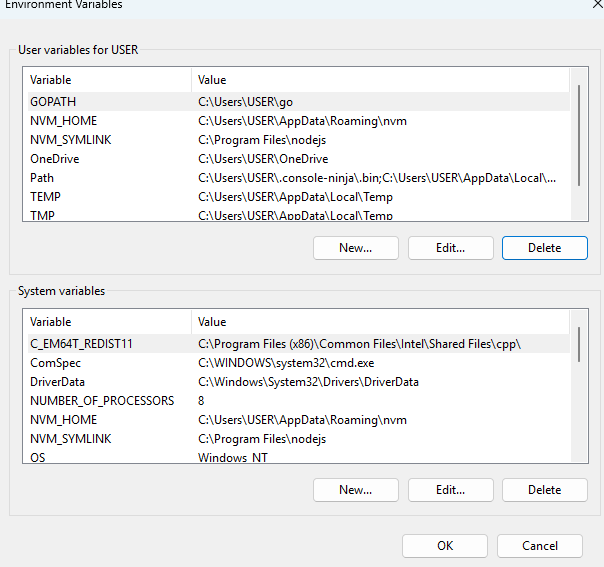 Environment Variables
User variables for USER
Variable Value
GOPATH C:\Users\USER\go
NVM_HOME C:\Users\USER\AppData\Roaming\nvm
NVM_SYMLINK C:\Program Files\nodejs
OneDrive C:\Users\USER\OneDrive
Path C:\Users\USER\.console-ninja\.bin;C:\Users\USER\AppData\Local\...
TEMP C:\Users\USER\AppData\Local\Temp
TMP C:\Users\USER\AppData\Local\Temp
New... Edit... Delete
System variables
Variable Value
C_EM64T_REDIST11 C:\Program Files (x86)\Common Files\Intel\Shared Files\cpp\
ComSpec C:\WINDOWS\system32\cmd.exe
DriverData C:\Windows\System32\Drivers\DriverData
NUMBER_OF_PROCESSORS 8
NVM_HOME C:\Users\USER\AppData\Roaming\nvm
NVM_SYMLINK C:\Program Files\nodejs
OS Windows_NT
New... Edit... Delete
OK Cancel